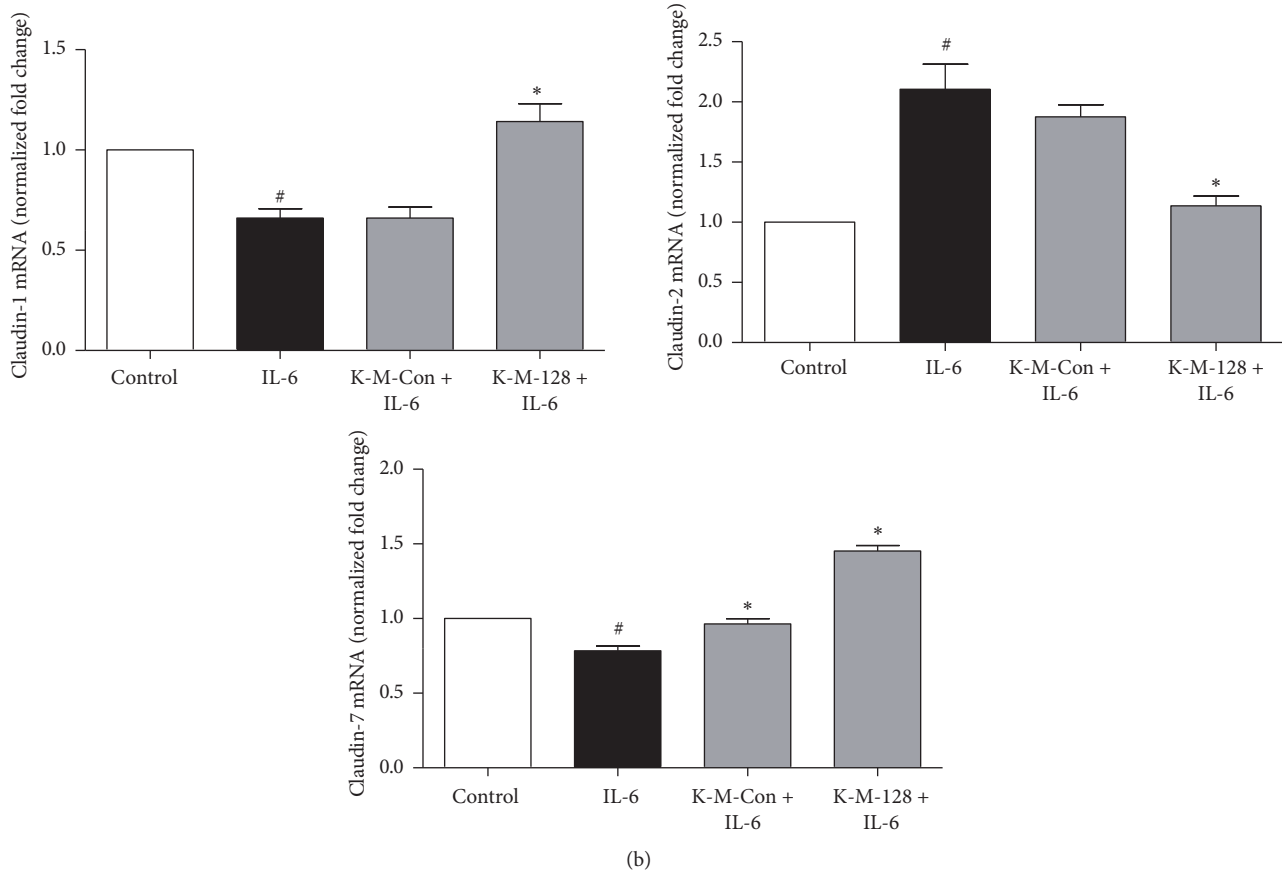 Claudin-1 mRNA (normalized fold change)
1.5
1.0
0.5
0.0
#
*
Control
IL-6
K-M-Con +
IL-6
K-M-128 +
IL-6
Claudin-2 mRNA (normalized fold change)
2.5
2.0
1.5
1.0
0.5
0.0
#
*
Control
IL-6
K-M-Con +
IL-6
K-M-128 +
IL-6
Claudin-7 mRNA (normalized fold change)
2.0
1.5
1.0
0.5
0.0
#
*
*
Control
IL-6
K-M-Con +
IL-6
K-M-128 +
IL-6
(b)